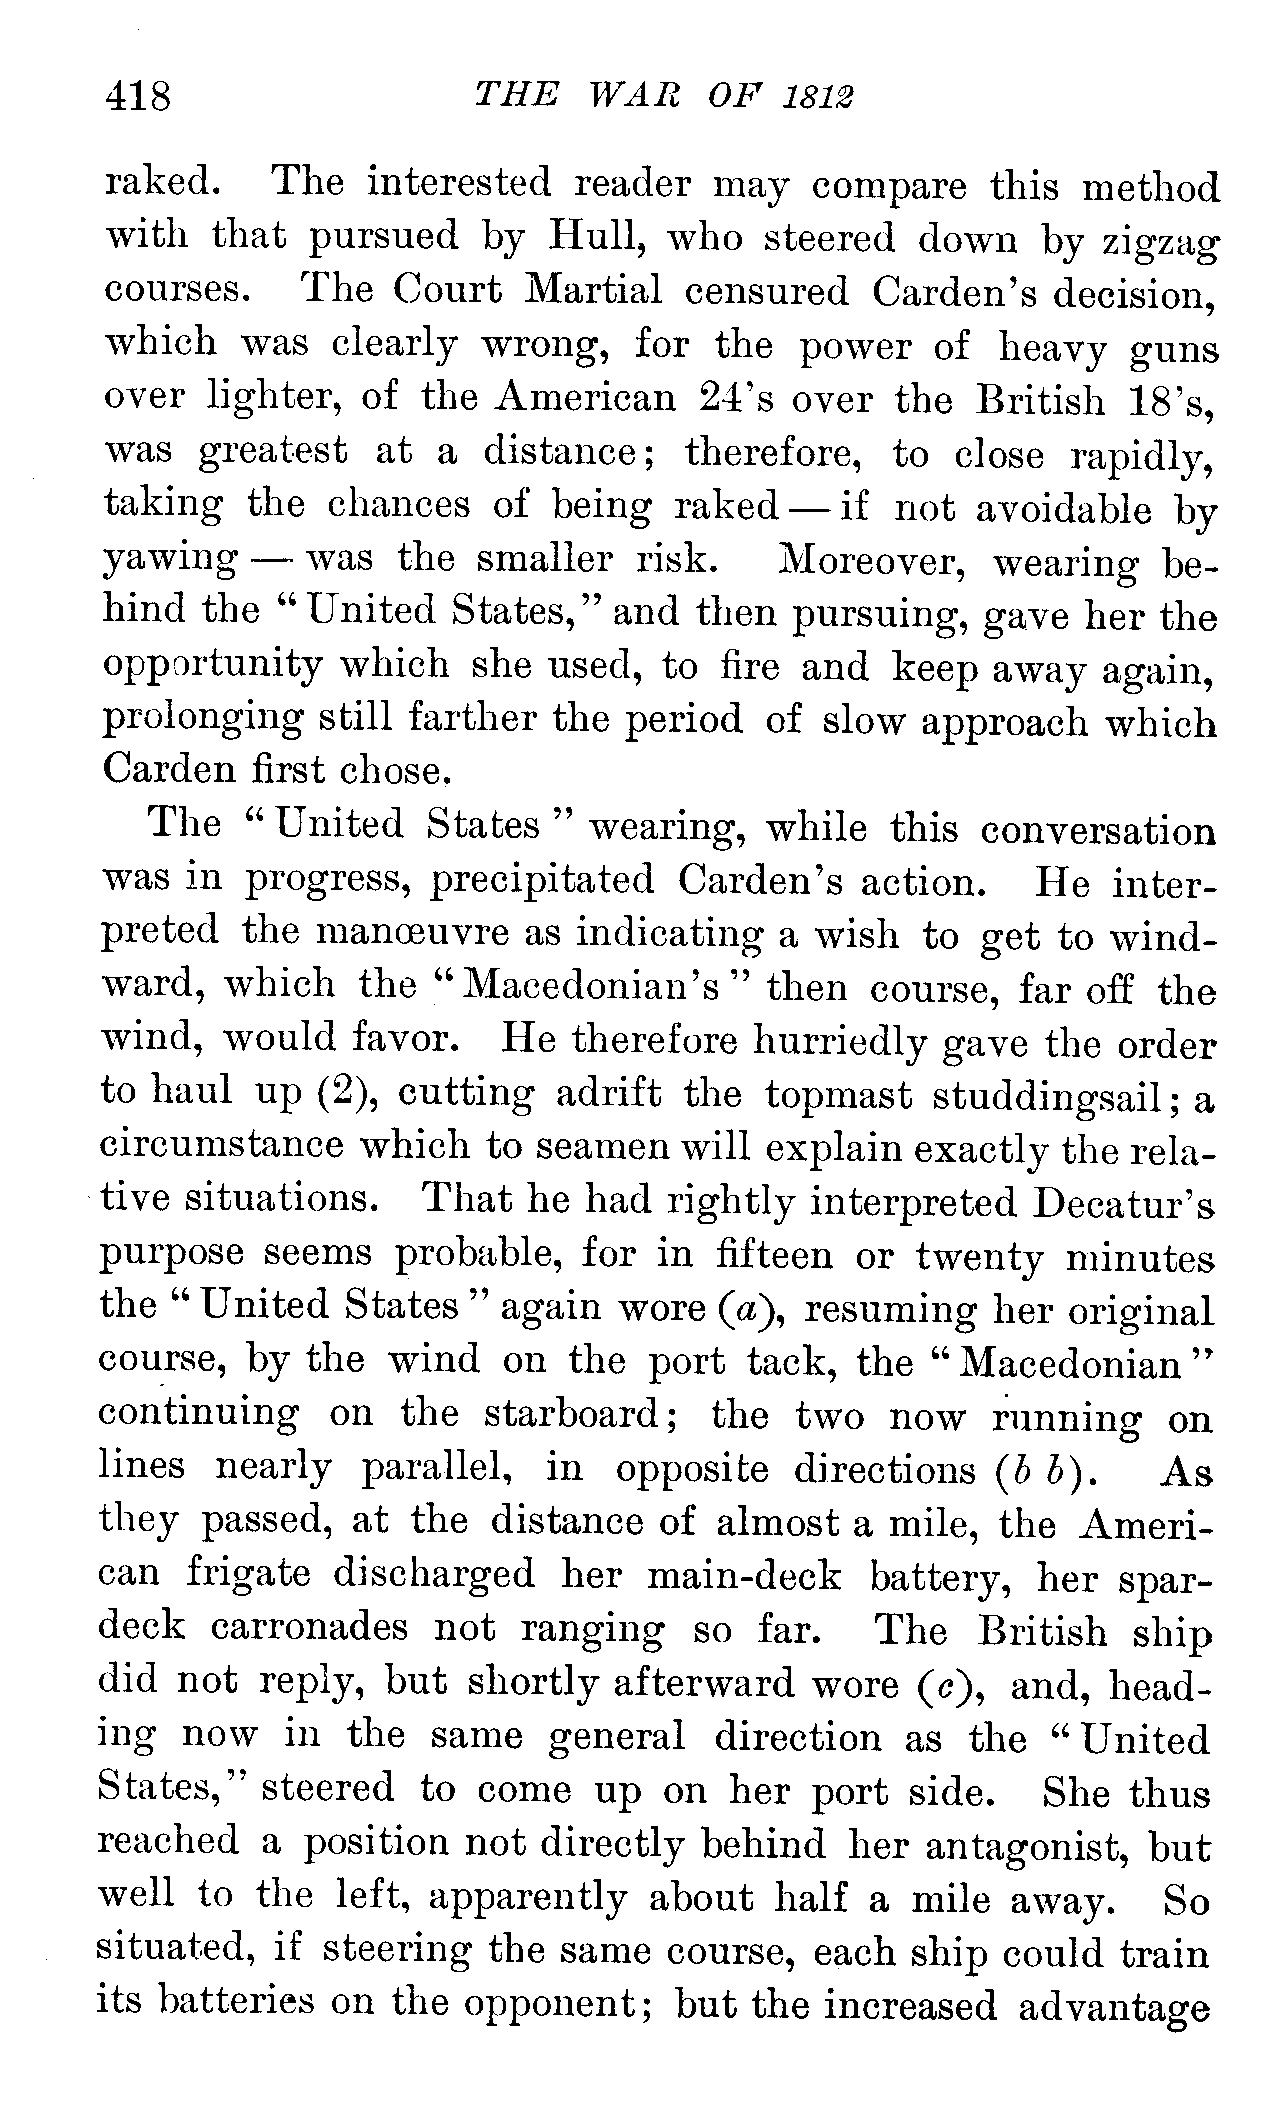 418 THE WAR OF 1812
raked. The interested reader may compare this method
with that pursued by Hull, who steered down by zigzag
courses. The Court Martial censured Carden's decision,
which was clearly wrong, for the power of heavy guns
over lighter, of the American 24's over the British 18's,
was greatest at a distance; therefore, to close rapidly,
taking the chances of being raked — if not avoidable by
yawing — was the smaller risk. Moreover, wearing be-
hind the “United States,” and then pursuing, gave her the
opportunity which she used, to fire and keep away again,
prolonging still farther the period of slow approach which
Carden first chose.
The “United States” wearing, while this conversation
was in progress, precipitated Carden's action. He inter-
preted the manœuvre as indicating a wish to get to wind-
ward, which the “Macedonian's” then course, far off the
wind, would favor. He therefore hurriedly gave the order
to haul up (2), cutting adrift the topmast studdingsail; a
circumstance which to seamen will explain exactly the rela-
tive situations. That he had rightly interpreted Decatur's
purpose seems probable, for in fifteen or twenty minutes
the “United States” again wore (a), resuming her original
course, by the wind on the port tack, the “Macedonian”
continuing on the starboard; the two now running on
lines nearly parallel, in opposite directions (b b). As
they passed, at the distance of almost a mile, the Ameri-
can frigate discharged her main-deck battery, her spar-
deck carronades not ranging so far. The British ship
did not reply, but shortly afterward wore (c), and, head-
ing now in the same general direction as the “United
States,” steered to come up on her port side. She thus
reached a position not directly behind her antagonist, but
well to the left, apparently about half a mile away. So
situated, if steering the same course, each ship could train
its batteries on the opponent; but the increased advantage